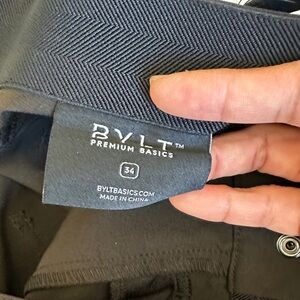 BYLT™
PREMIUM BASICS
34
BYLTBASICS.COM
MADE IN CHINA